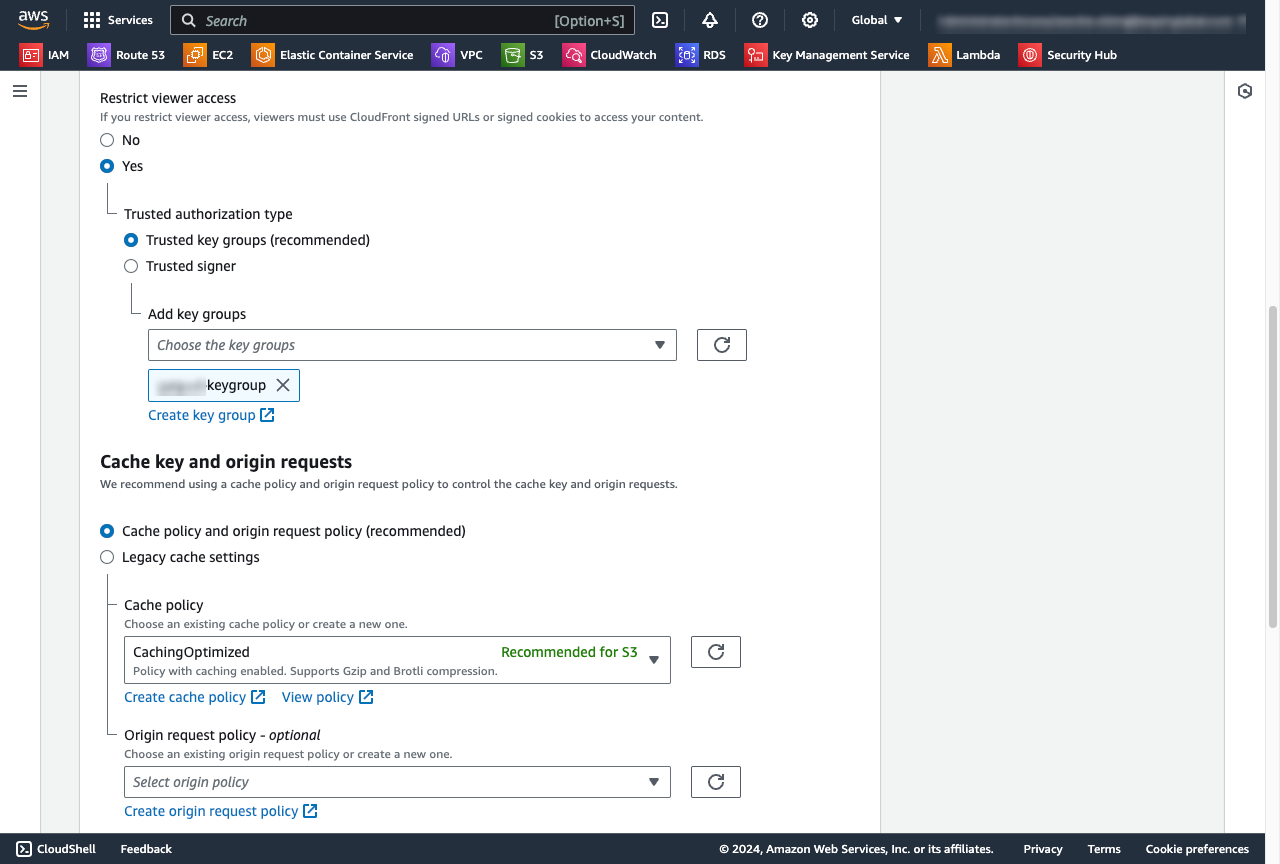 aws Services Search [Option+S] Global
IAM Route 53 EC2 Elastic Container Service VPC S3 CloudWatch RDS Key Management Service Lambda Security Hub
Restrict viewer access
If you restrict viewer access, viewers must use CloudFront signed URLs or signed cookies to access your content.
No
Yes
Trusted authorization type
Trusted key groups (recommended)
Trusted signer
Add key groups
Choose the key groups
keygroup
Create key group
Cache key and origin requests
We recommend using a cache policy and origin request policy to control the cache key and origin requests.
Cache policy and origin request policy (recommended)
Legacy cache settings
Cache policy
Choose an existing cache policy or create a new one.
CachingOptimized Recommended for S3
Policy with caching enabled. Supports Gzip and Brotli compression.
Create cache policy View policy
Origin request policy - optional
Choose an existing origin request policy or create a new one.
Select origin policy
Create origin request policy
CloudShell Feedback © 2024, Amazon Web Services, Inc. or its affiliates. Privacy Terms Cookie preferences